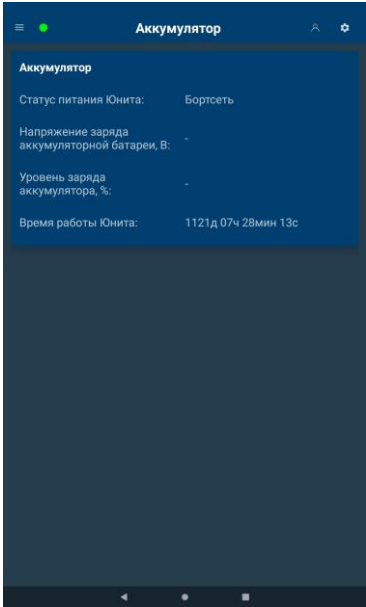 Аккумулятор
Аккумулятор
Статус питания Юнита: Бортсеть
Напряжение заряда
аккумуляторной батареи, В: -
Уровень заряда
аккумулятора, %: -
Время работы Юнита: 1121д 07ч 28мин 13с